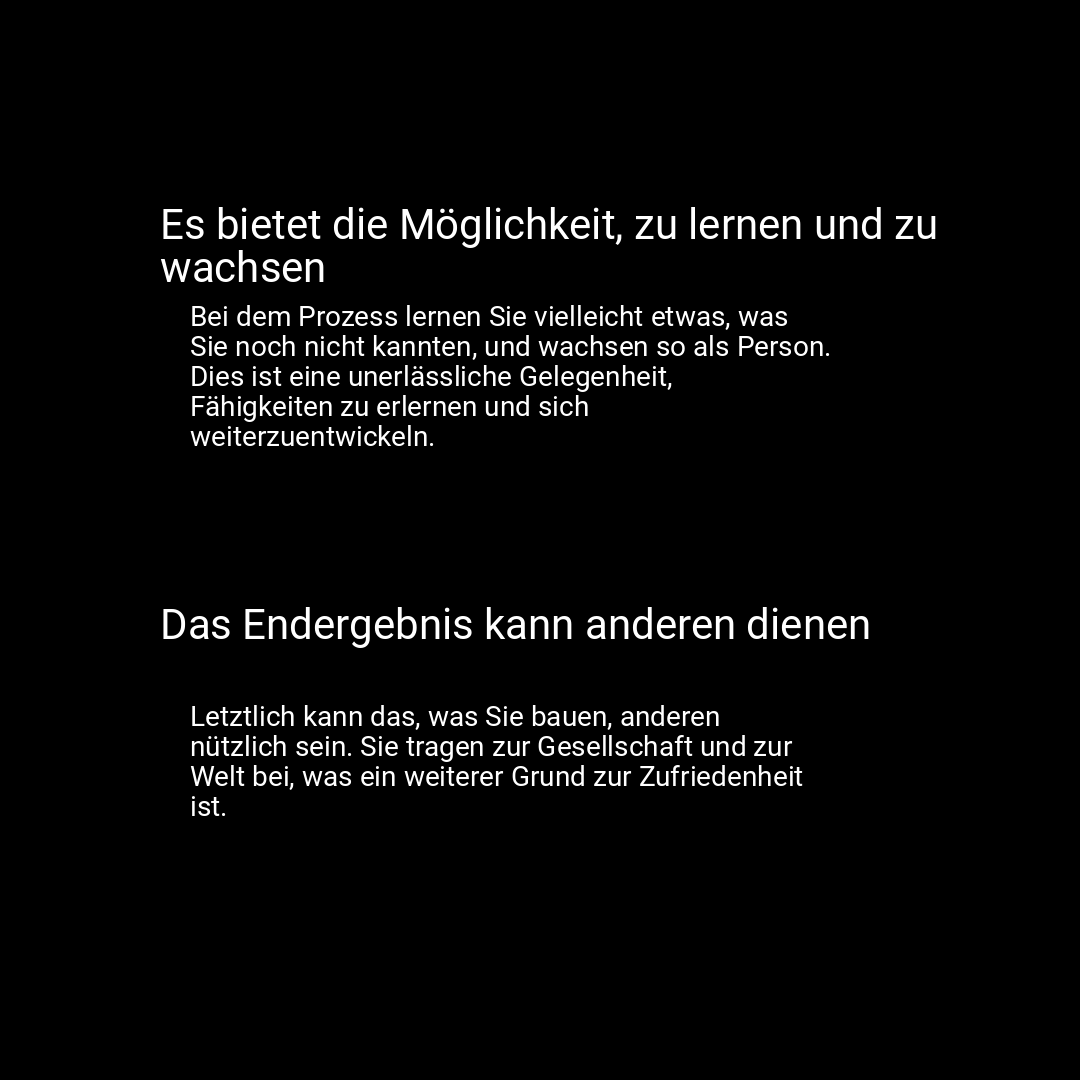 Es bietet die Möglichkeit, zu lernen und zu
wachsen
Bei dem Prozess lernen Sie vielleicht etwas, was
Sie noch nicht kannten, und wachsen so als Person.
Dies ist eine unerlässliche Gelegenheit,
Fähigkeiten zu erlernen und sich
weiterzuentwickeln.
Das Endergebnis kann anderen dienen
Letztlich kann das, was Sie bauen, anderen
nützlich sein. Sie tragen zur Gesellschaft und zur
Welt bei, was ein weiterer Grund zur Zufriedenheit
ist.